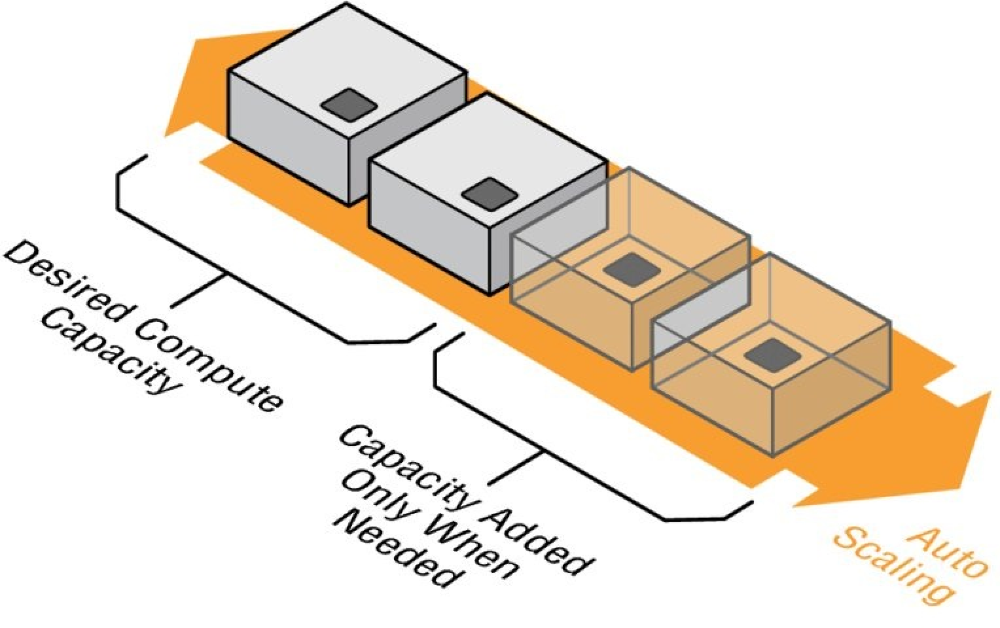 Desired Compute
Capacity
Capacity Added
Only When
Needed
Auto
Scaling